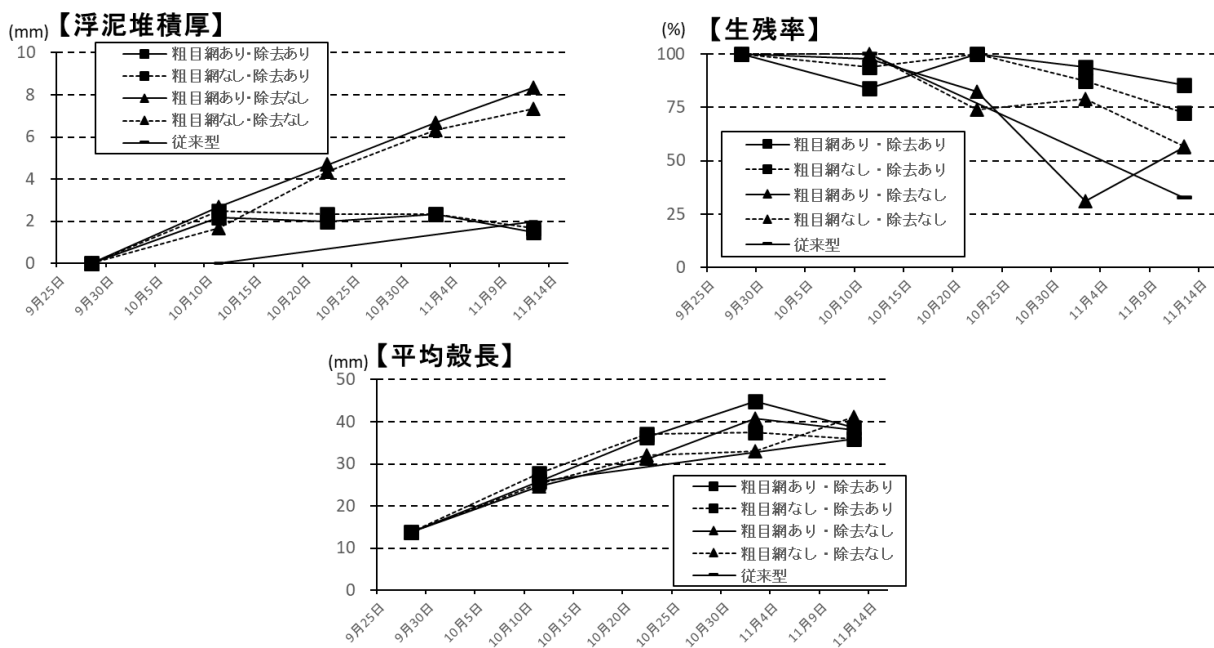 (mm)【浮泥堆積厚】
10
8
6
4
2
0
粗目網あり・除去あり
粗目網なし・除去あり
粗目網あり・除去なし
粗目網なし・除去なし
従来型
9月25日
9月30日
10月5日
10月10日
10月15日
10月20日
10月25日
10月30日
11月4日
11月9日
11月14日
(%)【生残率】
100
75
50
25
0
粗目網あり・除去あり
粗目網なし・除去あり
粗目網あり・除去なし
粗目網なし・除去なし
従来型
9月25日
9月30日
10月5日
10月10日
10月15日
10月20日
10月25日
10月30日
11月4日
11月9日
11月14日
(mm)【平均殻長】
50
40
30
20
10
0
粗目網あり・除去あり
粗目網なし・除去あり
粗目網あり・除去なし
粗目網なし・除去なし
従来型
9月25日
9月30日
10月5日
10月10日
10月15日
10月20日
10月25日
10月30日
11月4日
11月9日
11月14日